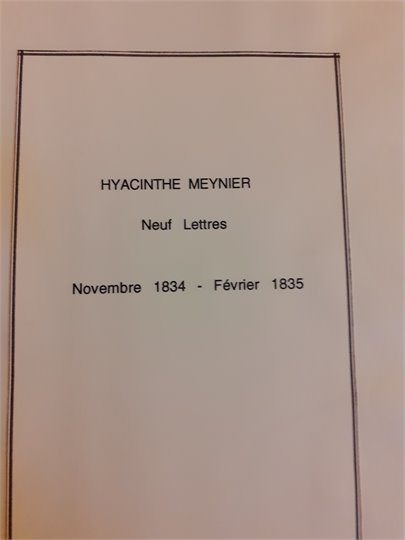 HYACINTHE MEYNIER
Neuf Lettres
Novembre 1834 - Février 1835